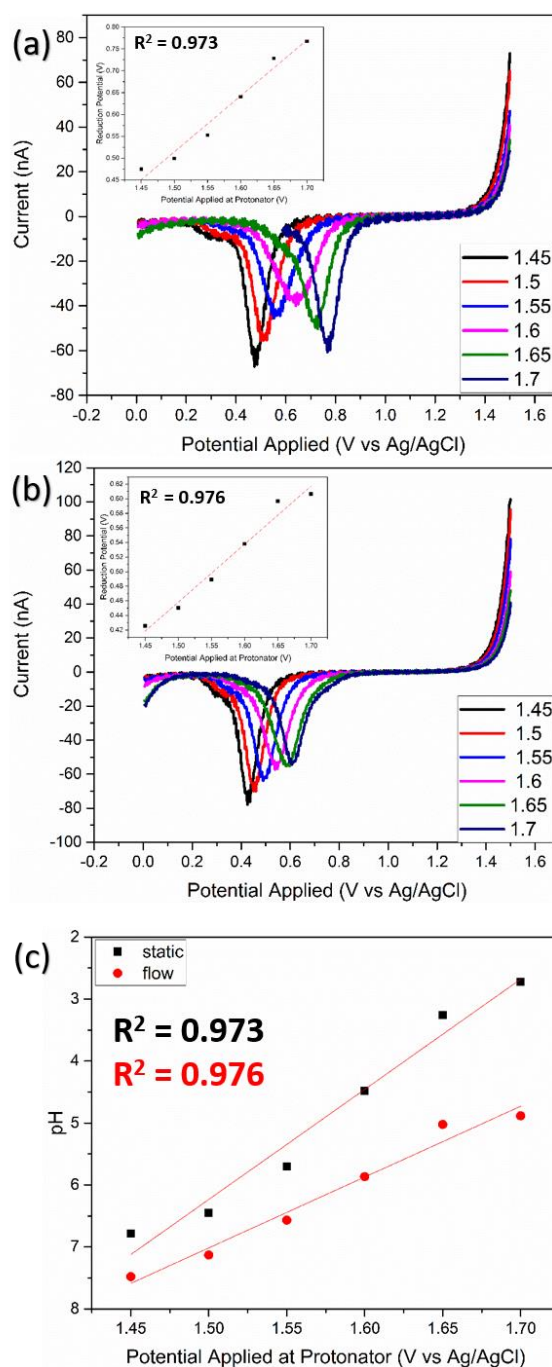 (a)
R² = 0.973
Reduction Potential (V)
0.80
0.75
0.70
0.65
0.60
0.55
0.50
0.45
1.45 1.50 1.55 1.60 1.65 1.70
Potential Applied at Protonator (V)
Current (nA)
80
60
40
20
0
-20
-40
-60
-80
1.45
1.5
1.55
1.6
1.65
1.7
-0.2 0.0 0.2 0.4 0.6 0.8 1.0 1.2 1.4 1.6
Potential Applied (V vs Ag/AgCl)
(b)
R² = 0.976
Reduction Potential (V)
0.62
0.60
0.58
0.56
0.54
0.52
0.50
0.48
0.46
0.44
0.42
1.45 1.50 1.55 1.60 1.65 1.70
Potential Applied at Protonator (V)
Current (nA)
120
100
80
60
40
20
0
-20
-40
-60
-80
-100
1.45
1.5
1.55
1.6
1.65
1.7
-0.2 0.0 0.2 0.4 0.6 0.8 1.0 1.2 1.4 1.6
Potential Applied (V vs Ag/AgCl)
(c)
static
flow
R² = 0.973
R² = 0.976
pH
2
3
4
5
6
7
8
1.45 1.50 1.55 1.60 1.65 1.70
Potential Applied at Protonator (V vs Ag/AgCl)